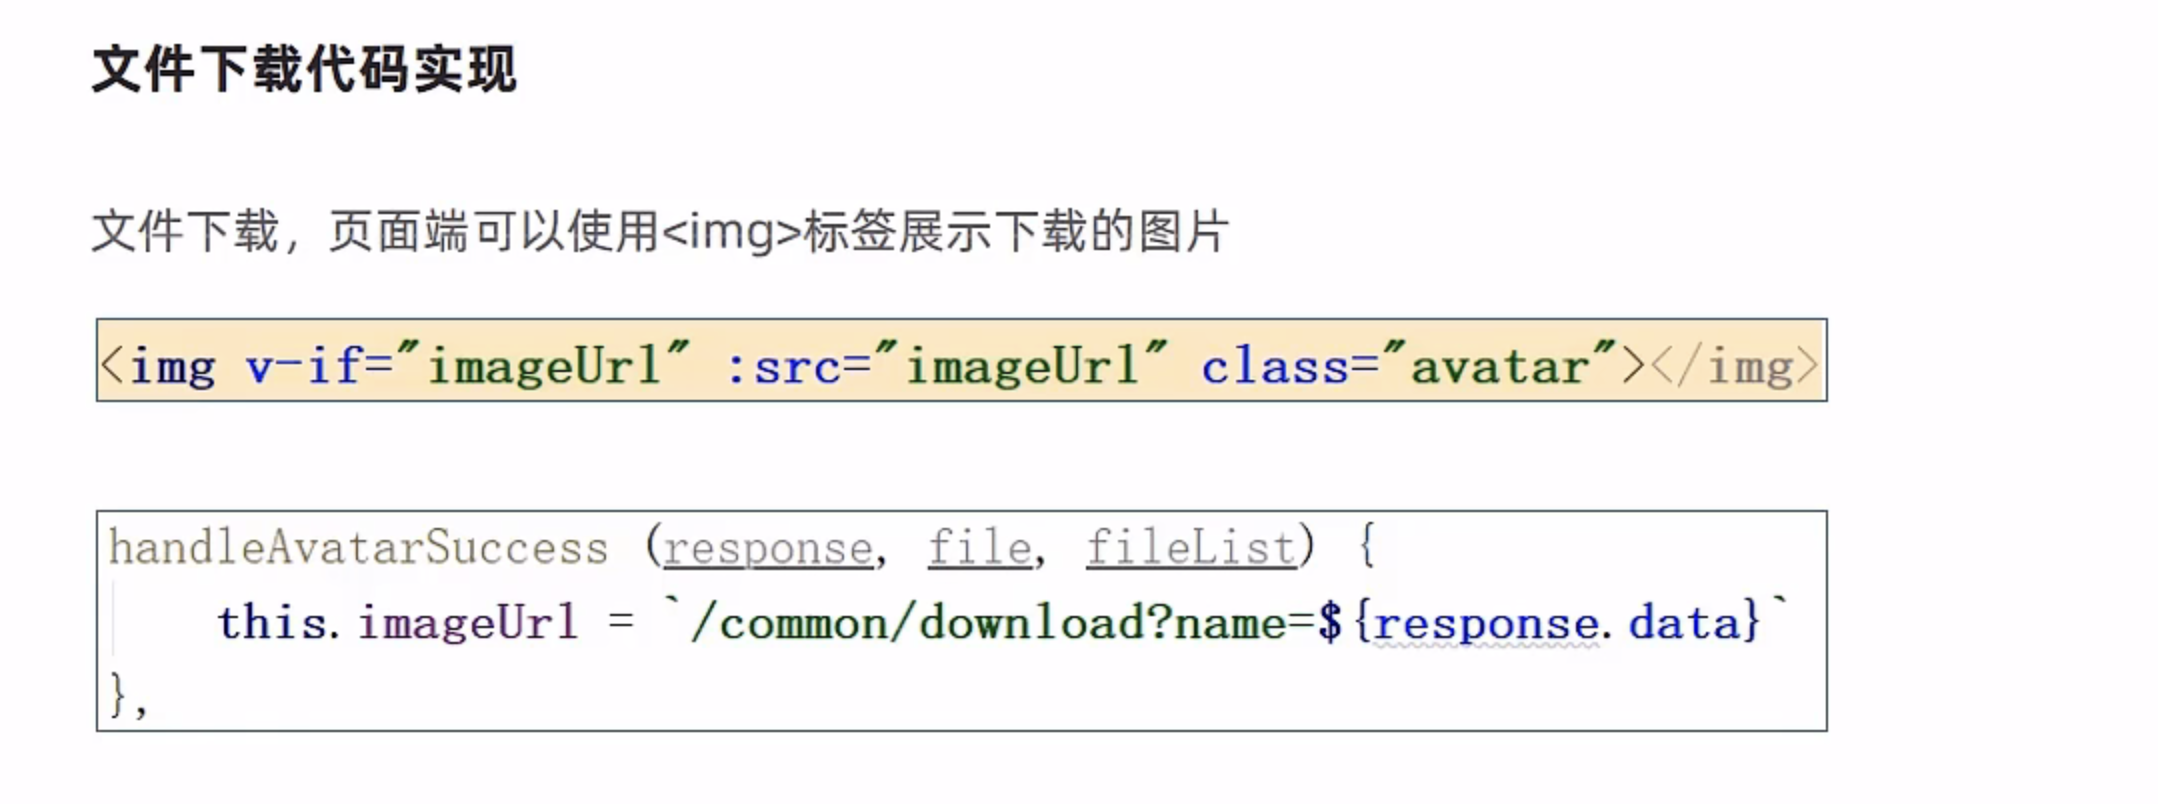 文件下载代码实现
文件下载，页面端可以使用<img>标签展示下载的图片
<img v-if="imageUrl" :src="imageUrl" class="avatar"></img>
handleAvatarSuccess (response, file, fileList) {
    this.imageUrl = `/common/download?name=${response.data}`
},